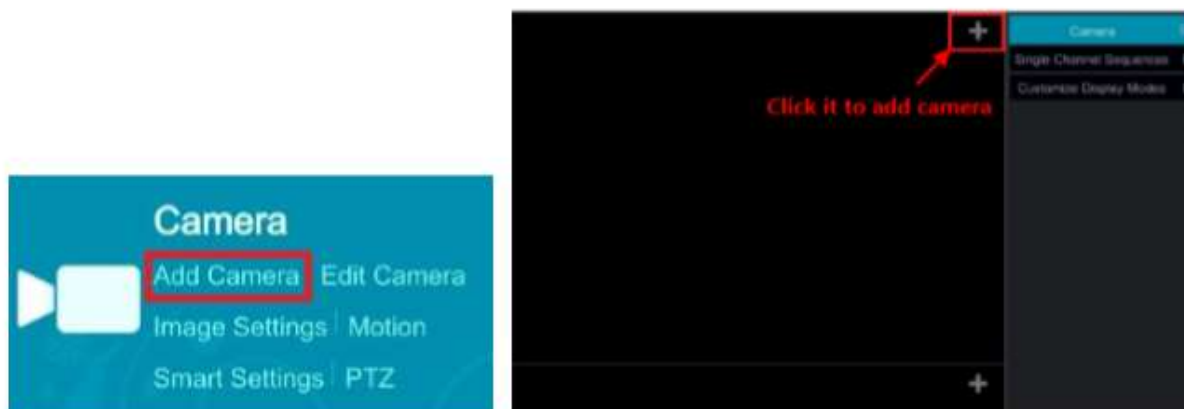 Camera
Add Camera Edit Camera
Image Settings | Motion
Smart Settings | PTZ
Click it to add camera
Camera
Single Channel Sequences
Customize Display Modes